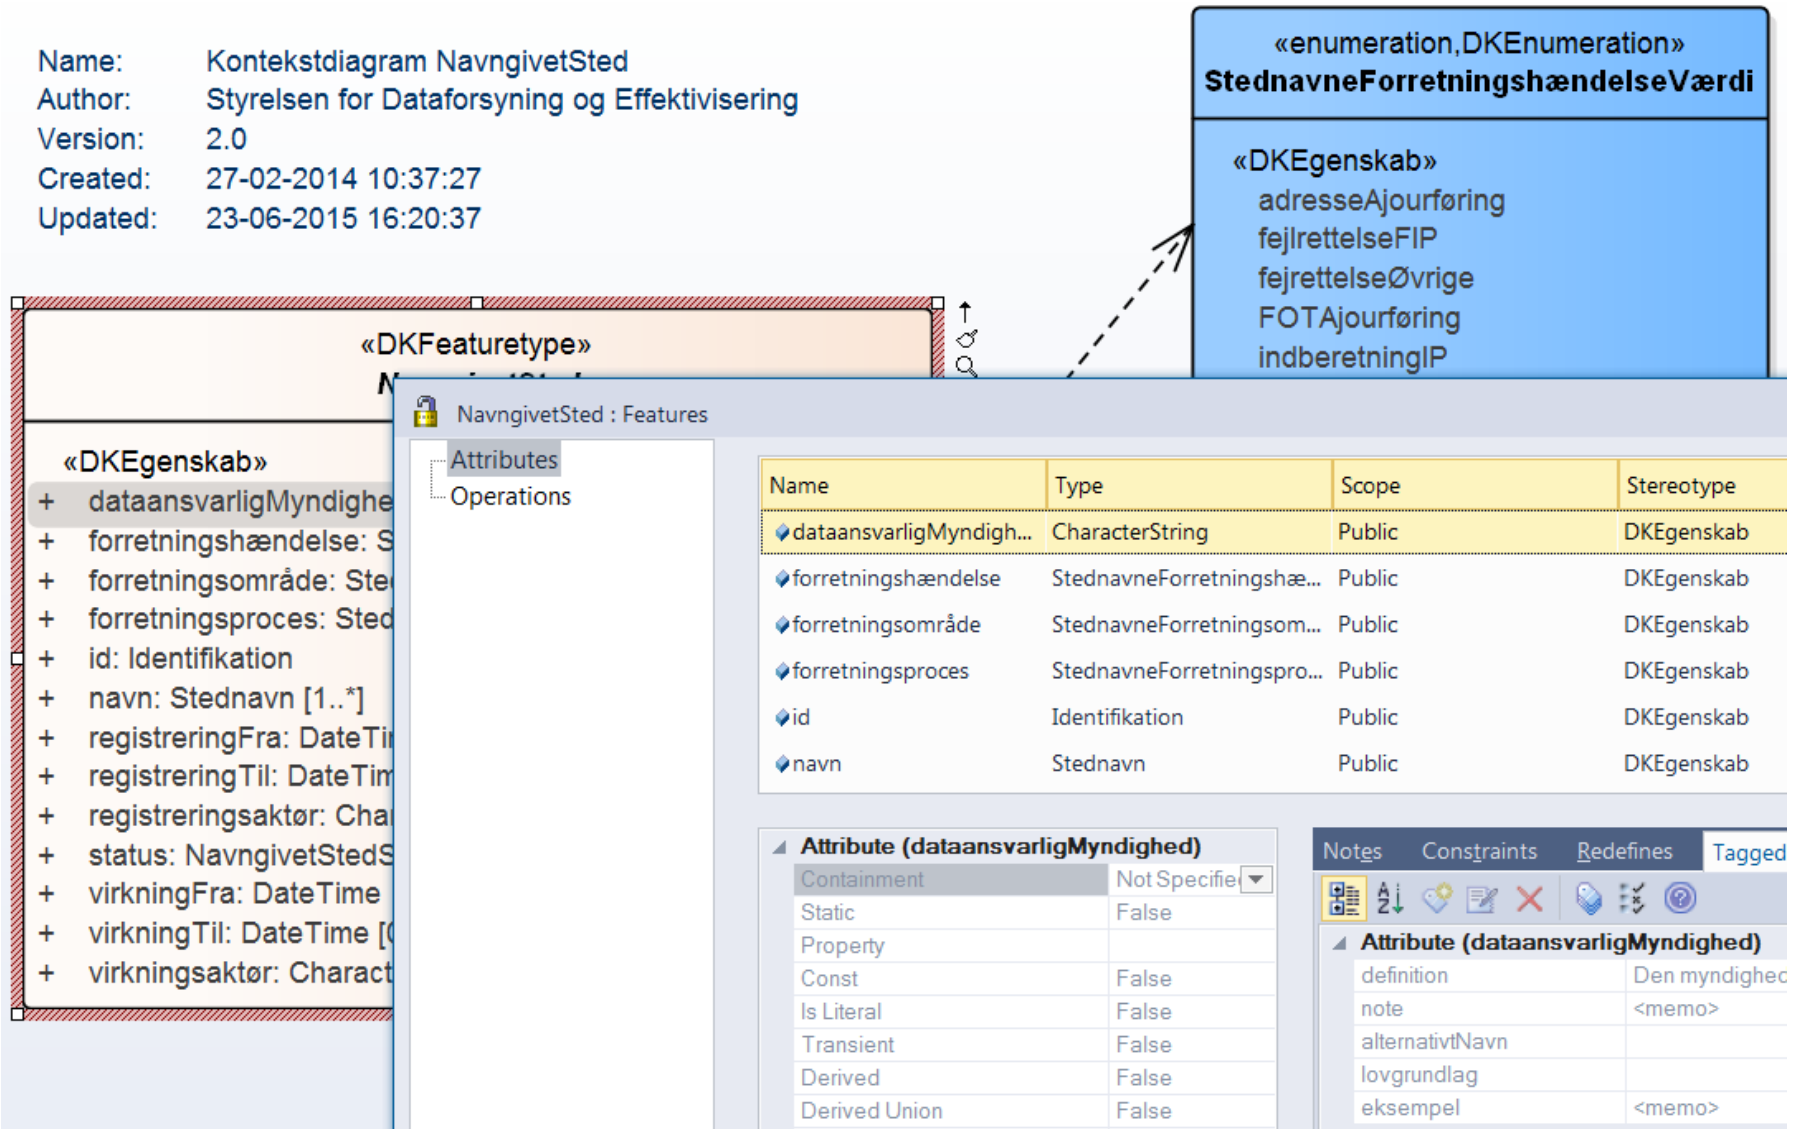 Name: Kontekstdiagram NavngivetSted
Author: Styrelsen for Dataforsyning og Effektivisering
Version: 2.0
Created: 27-02-2014 10:37:27
Updated: 23-06-2015 16:20:37
«enumeration,DKEnumeration»
StednavneForretningshændelseVærdi
«DKEgenskab»
adresseAjourføring
fejlrettelseFIP
fejrettelseØvrige
FOTAjourføring
indberetningIP
«DKFeaturetype»
«DKEgenskab»
+ dataansvarligMyndighe
+ forretningshændelse: S
+ forretningsområde: Ste
+ forretningsproces: Sted
+ id: Identifikation
+ navn: Stednavn [1..*]
+ registreringFra: DateTi
+ registreringTil: DateTim
+ registreringsaktør: Cha
+ status: NavngivetStedS
+ virkningFra: DateTime
+ virkningTil: DateTime [0
+ virkningsaktør: Charact
NavngivetSted : Features
Attributes
Operations
Name Type Scope Stereotype
dataansvarligMyndigh... CharacterString Public DKEgenskab
forretningshændelse StednavneForretningshæ... Public DKEgenskab
forretningsområde StednavneForretningsom... Public DKEgenskab
forretningsproces StednavneForretningspro... Public DKEgenskab
id Identifikation Public DKEgenskab
navn Stednavn Public DKEgenskab
Attribute (dataansvarligMyndighed)
Containment Not Specifie
Static False
Property
Const False
Is Literal False
Transient False
Derived False
Derived Union False
Notes Constraints Redefines Tagged
Attribute (dataansvarligMyndighed)
definition Den myndighed
note <memo>
alternativtNavn
lovgrundlag
eksempel <memo>